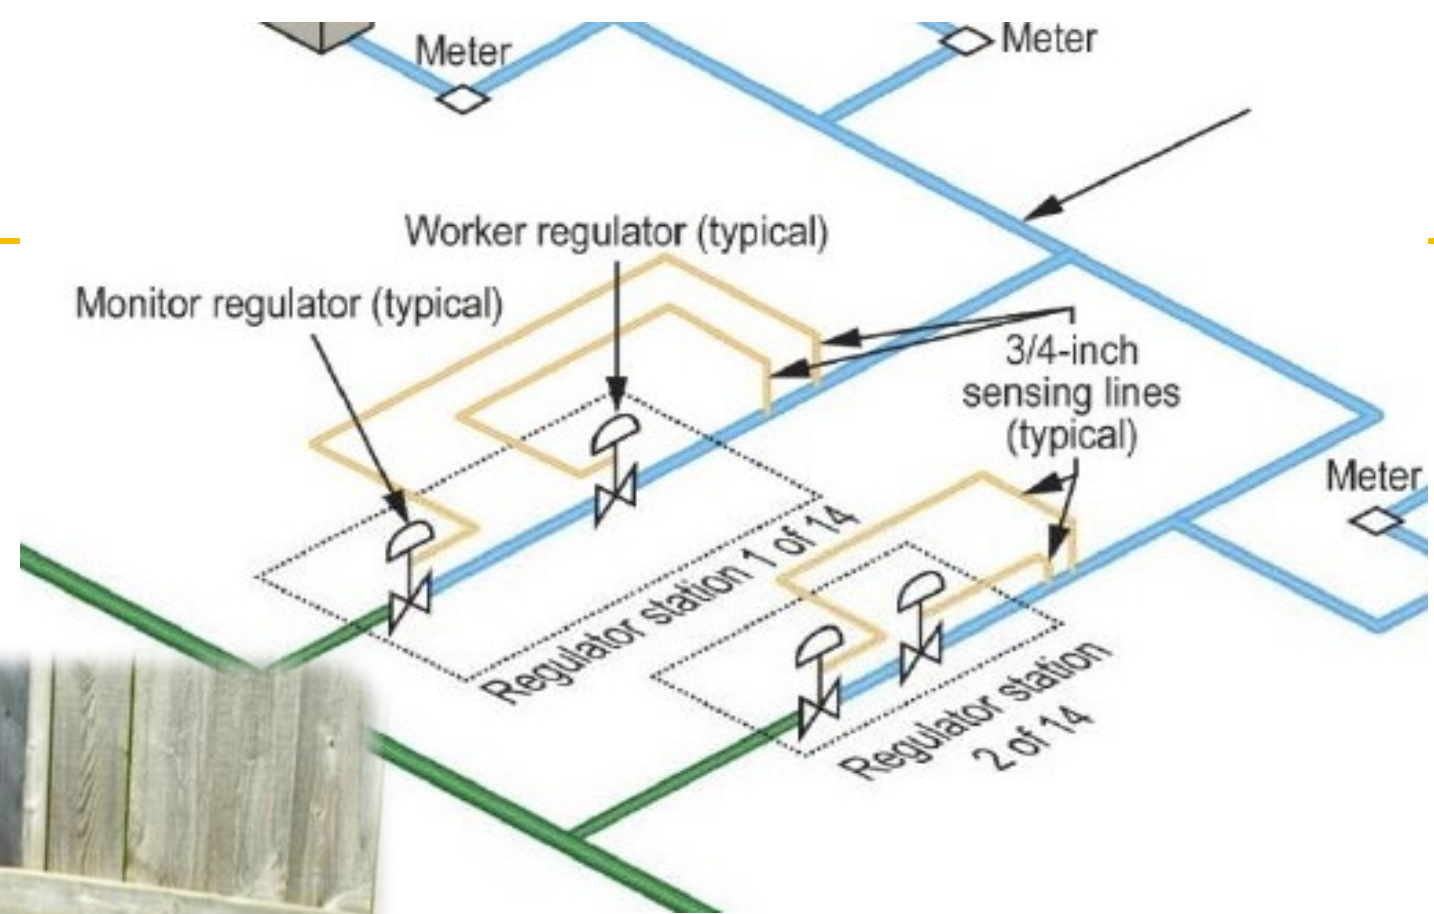 Meter
Meter
Worker regulator (typical)
Monitor regulator (typical)
3/4-inch
sensing lines
(typical)
Meter
Regulator station 1 of 14
Regulator station
2 of 14